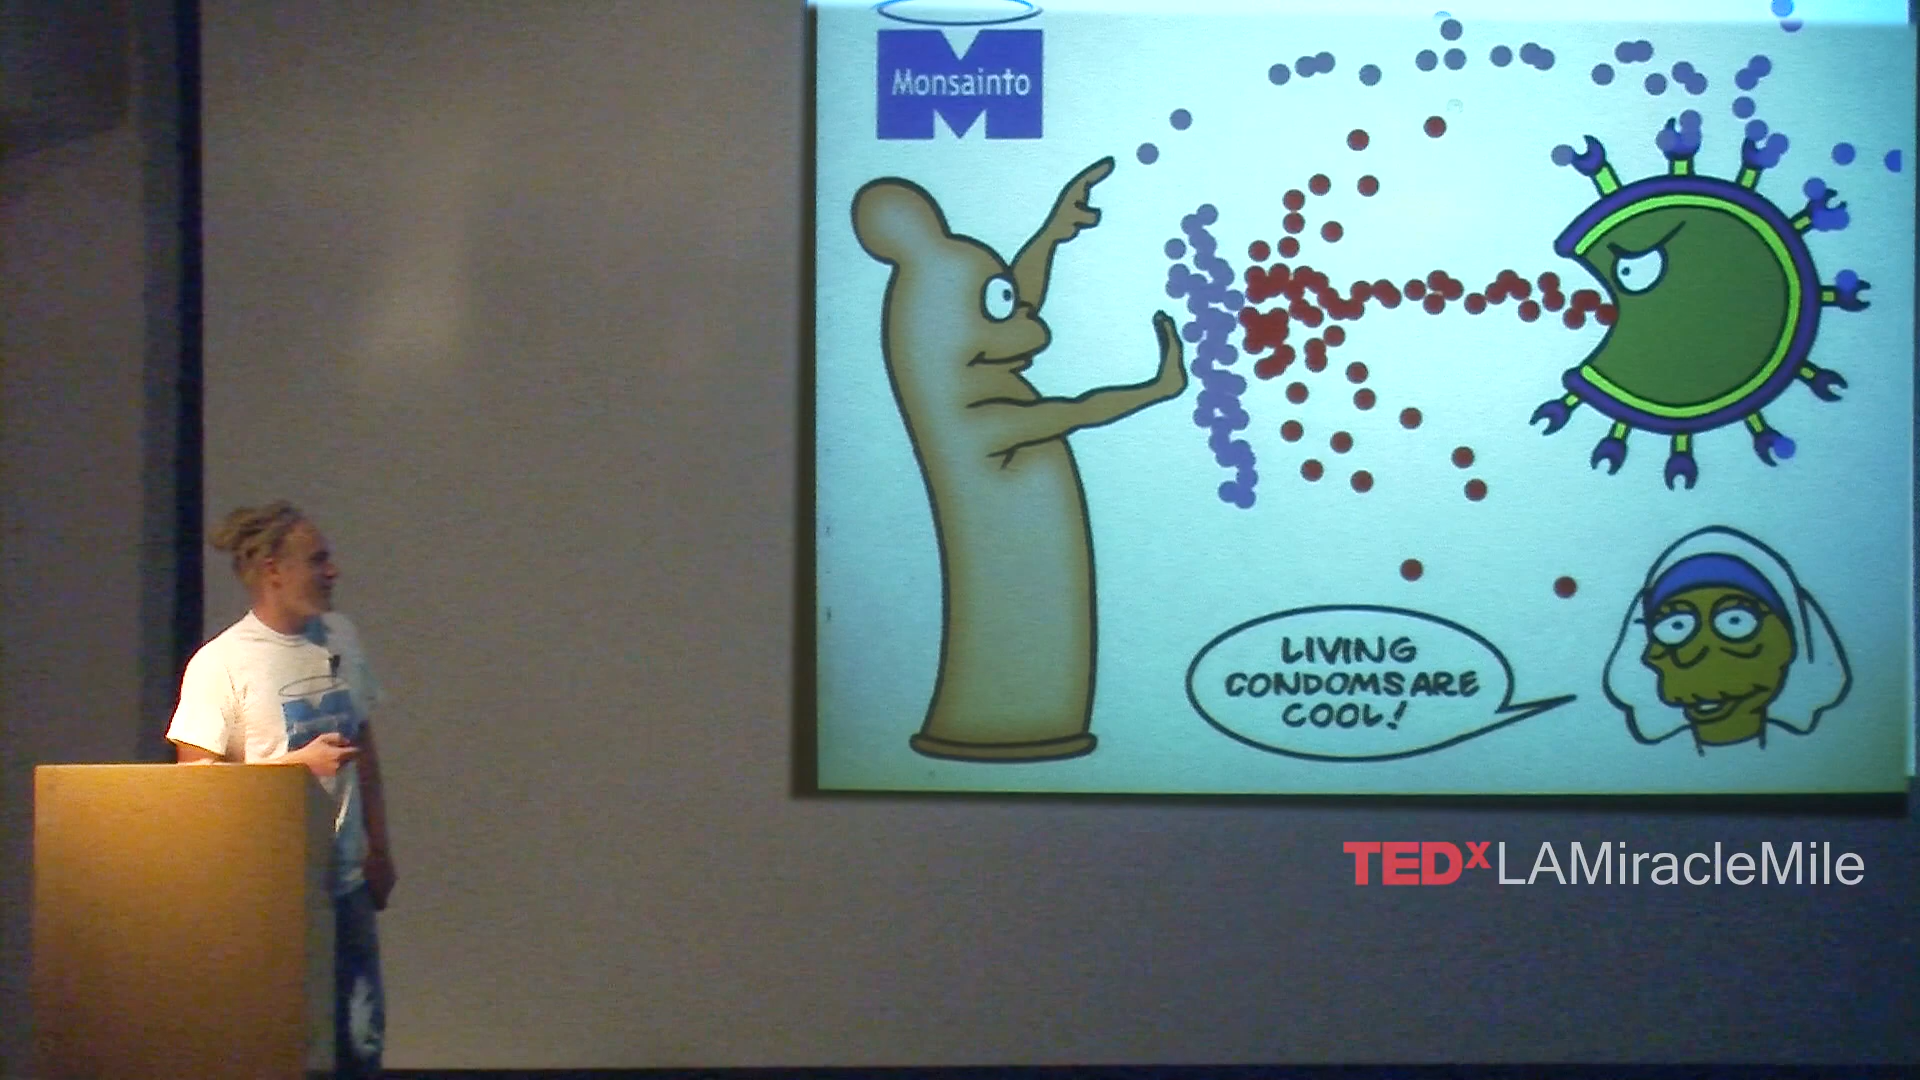 Monsainto
LIVING
CONDOMS ARE
COOL!
TEDxLAMiracleMile